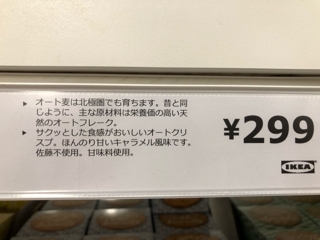 ▸ オート麦は北極圏でも育ちます。昔と同
じように、主な原材料は栄養価の高い天
然のオートフレーク。
▸ サクッとした食感がおいしいオートクリ
スプ。ほんのり甘いキャラメル風味です。
佐藤不使用。甘味料使用。
¥299
IKEA